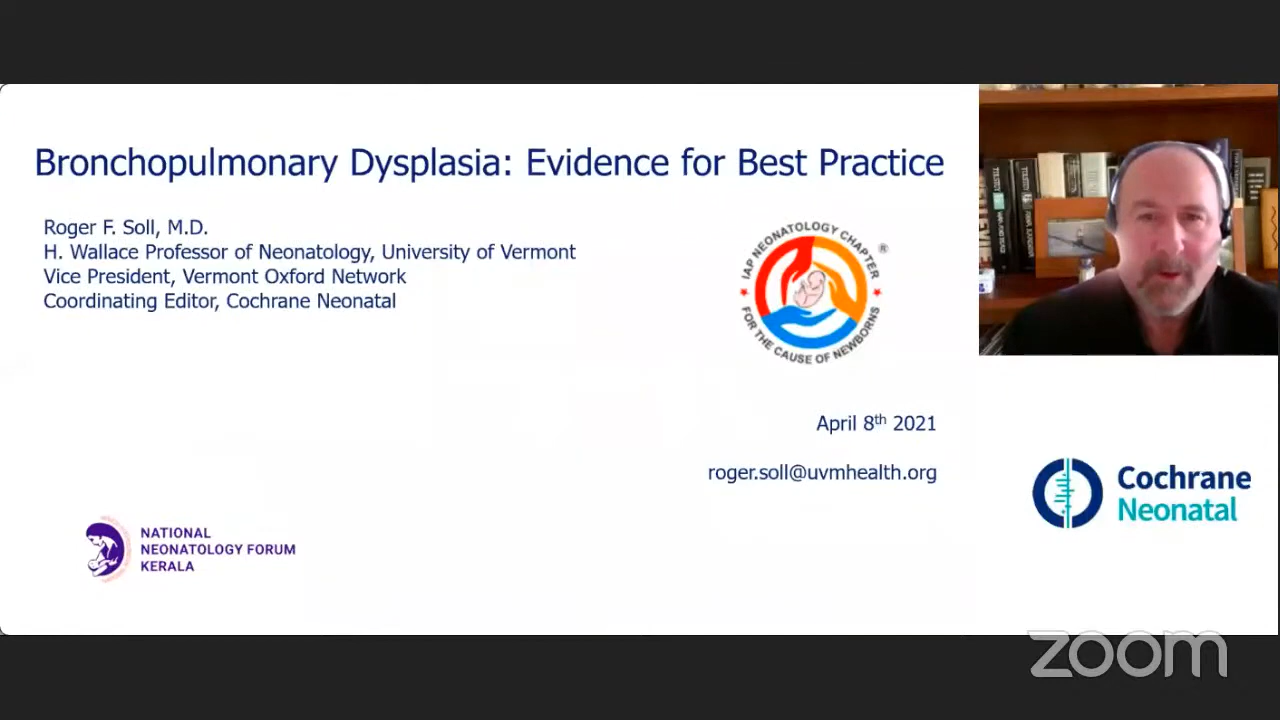 Bronchopulmonary Dysplasia: Evidence for Best Practice
Roger F. Soll, M.D.
H. Wallace Professor of Neonatology, University of Vermont
Vice President, Vermont Oxford Network
Coordinating Editor, Cochrane Neonatal
IAP NEONATOLOGY CHAPTER
®
FOR THE CAUSE OF NEWBORNS
April 8th 2021
roger.soll@uvmhealth.org
Cochrane
Neonatal
NATIONAL
NEONATOLOGY FORUM
KERALA
zoom